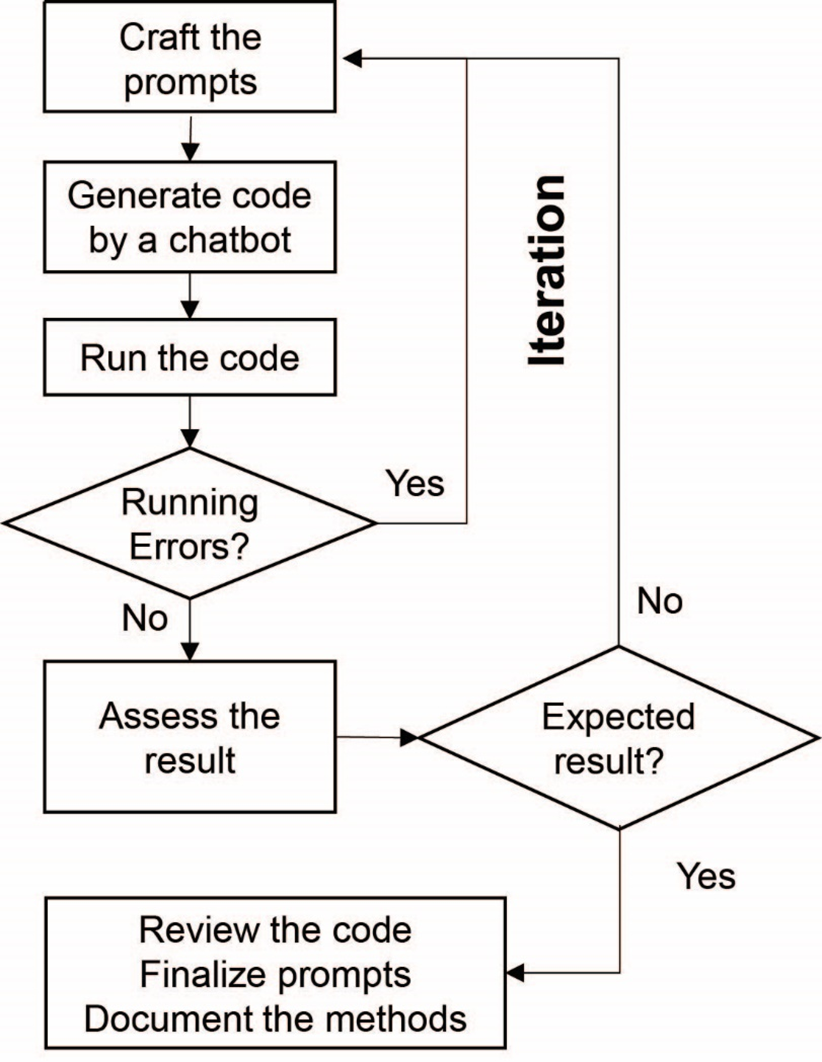 Craft the
prompts
Generate code
by a chatbot
Run the code
Running
Errors?
Yes
No
Iteration
Assess the
result
Expected
result?
No
Yes
Review the code
Finalize prompts
Document the methods